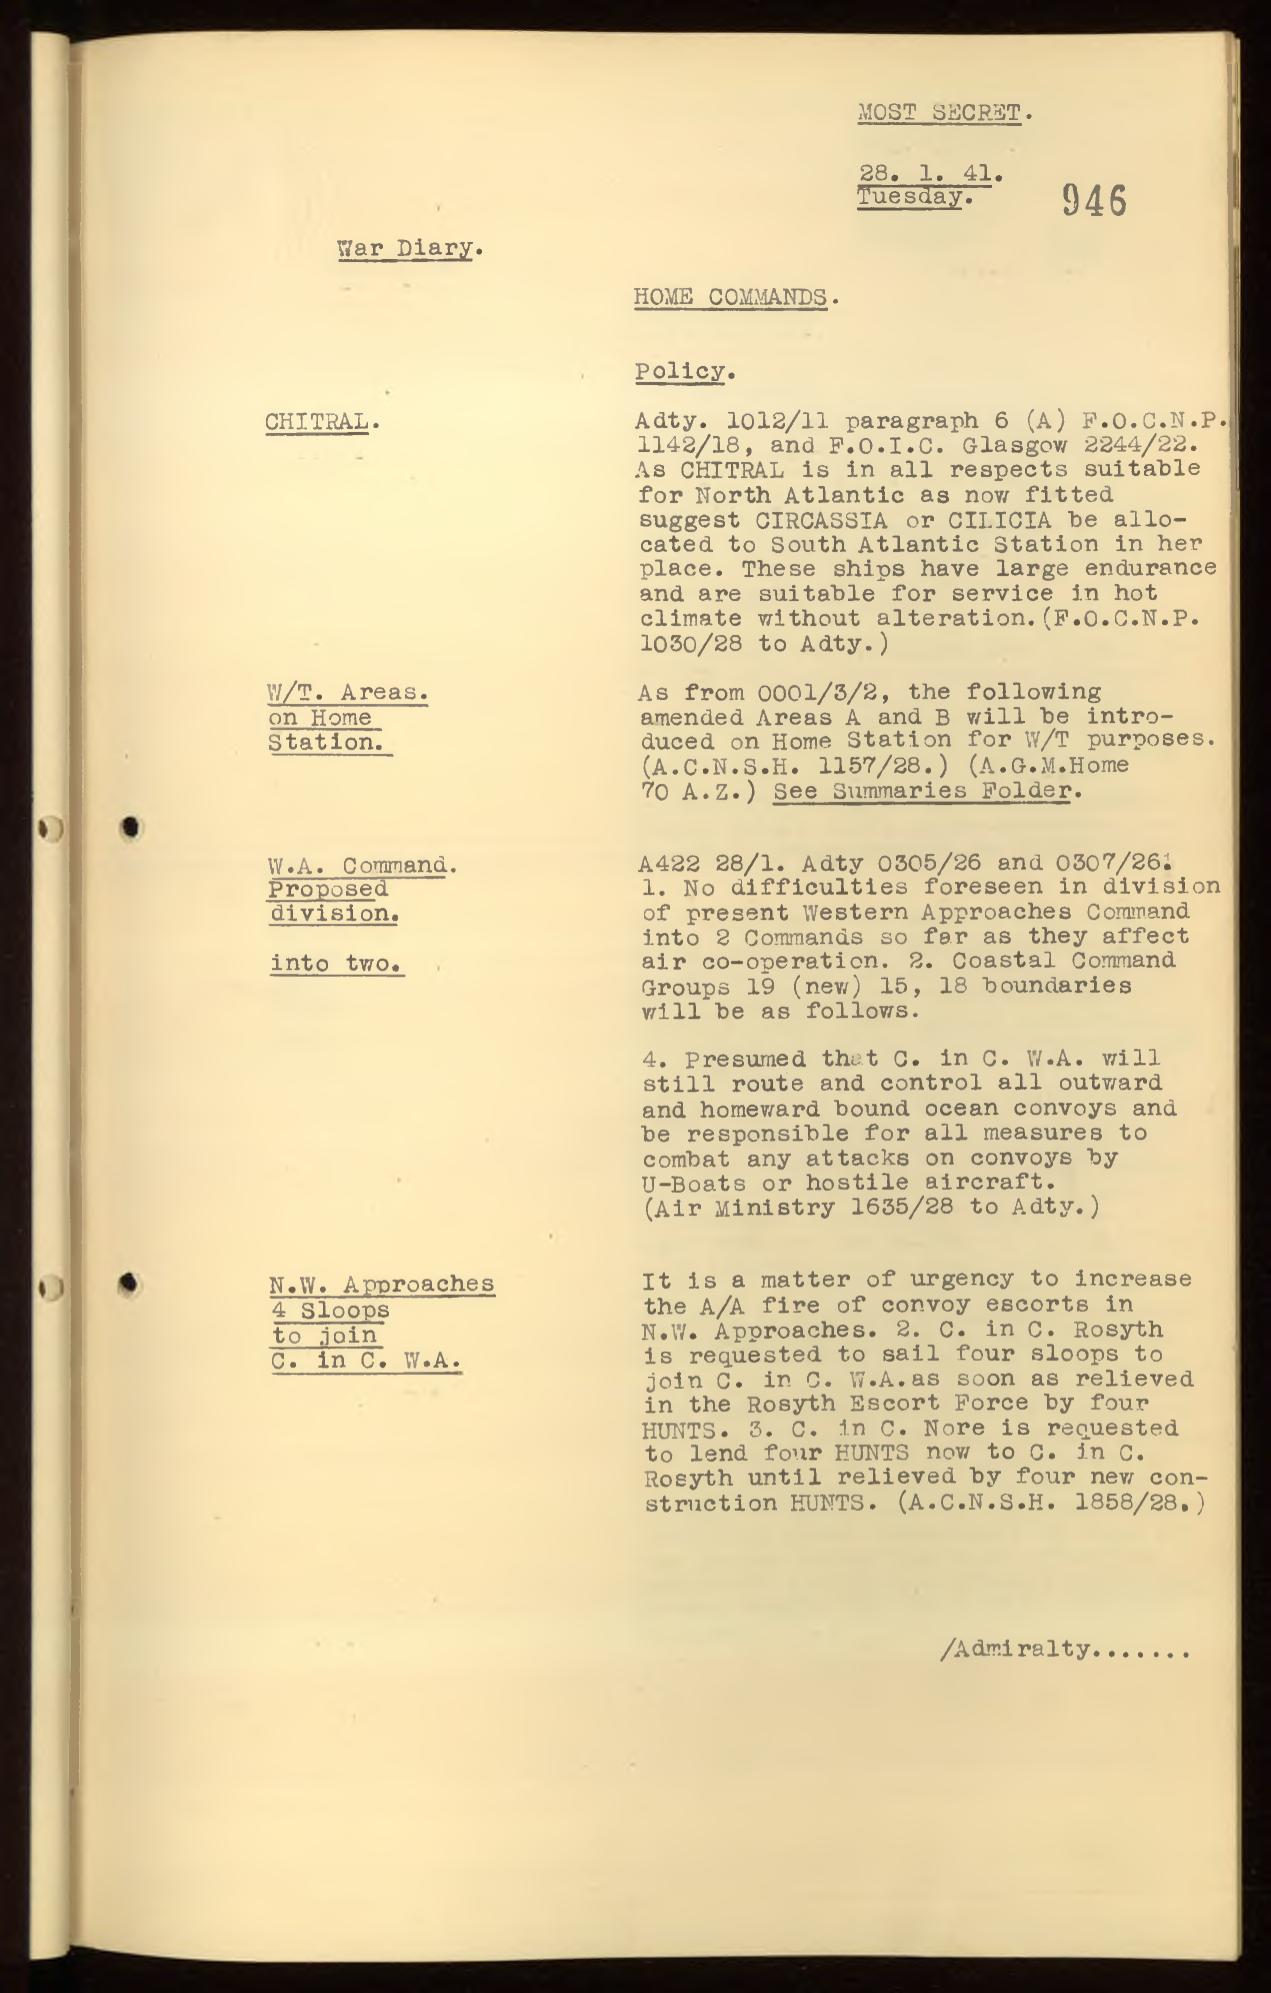 MOST SECRET.
28. 1. 41.
Tuesday.
946
War Diary.
HOME COMMANDS.
Policy.
CHITRAL.
Adty. 1012/11 paragraph 6 (A) F.O.C.N.P.
1142/18, and F.O.I.C. Glasgow 2244/22.
As CHITRAL is in all respects suitable
for North Atlantic as now fitted
suggest CIRCASSIA or CILICIA be allo-
cated to South Atlantic Station in her
place. These ships have large endurance
and are suitable for service in hot
climate without alteration.(F.O.C.N.P.
1030/28 to Adty.)
W/T. Areas.
on Home
Station.
As from 0001/3/2, the following
amended Areas A and B will be intro-
duced on Home Station for W/T purposes.
(A.C.N.S.H. 1157/28.) (A.G.M.Home
70 A.Z.) See Summaries Folder.
W.A. Command.
Proposed
division.
into two.
A422 28/1. Adty 0305/26 and 0307/26.
1. No difficulties foreseen in division
of present Western Approaches Command
into 2 Commands so far as they affect
air co-operation. 2. Coastal Command
Groups 19 (new) 15, 18 boundaries
will be as follows.
4. Presumed that C. in C. W.A. will
still route and control all outward
and homeward bound ocean convoys and
be responsible for all measures to
combat any attacks on convoys by
U-Boats or hostile aircraft.
(Air Ministry 1635/28 to Adty.)
N.W. Approaches
4 Sloops
to join
C. in C. W.A.
It is a matter of urgency to increase
the A/A fire of convoy escorts in
N.W. Approaches. 2. C. in C. Rosyth
is requested to sail four sloops to
join C. in C. W.A.as soon as relieved
in the Rosyth Escort Force by four
HUNTS. 3. C. in C. Nore is requested
to lend four HUNTS now to C. in C.
Rosyth until relieved by four new con-
struction HUNTS. (A.C.N.S.H. 1858/28.)
/Admiralty.......